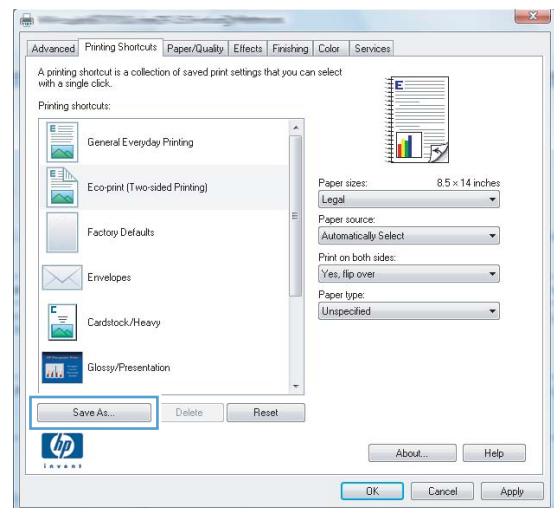 Advanced Printing Shortcuts Paper/Quality Effects Finishing Color Services
A printing shortcut is a collection of saved print settings that you can select
with a single click.
Printing shortcuts:
General Everyday Printing
Eco-print (Two-sided Printing)
Factory Defaults
Envelopes
Cardstock/Heavy
Glossy/Presentation
Save As... Delete Reset
E
Paper sizes: 8.5 × 14 inches
Legal
Paper source:
Automatically Select
Print on both sides:
Yes, flip over
Paper type:
Unspecified
hp
invent
About... Help
OK Cancel Apply